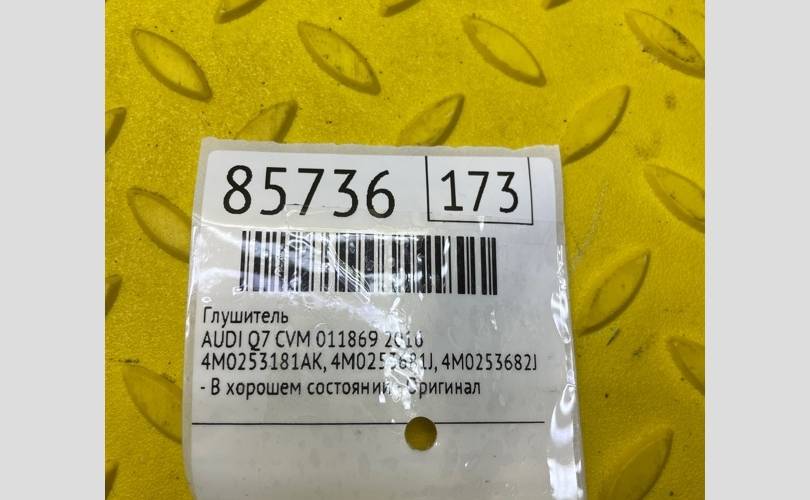 85736 173
Глушитель
AUDI Q7 CVM 011869 2016
4M0253181AK, 4M0253681J, 4M0253682J
- В хорошем состоянии - Оригинал